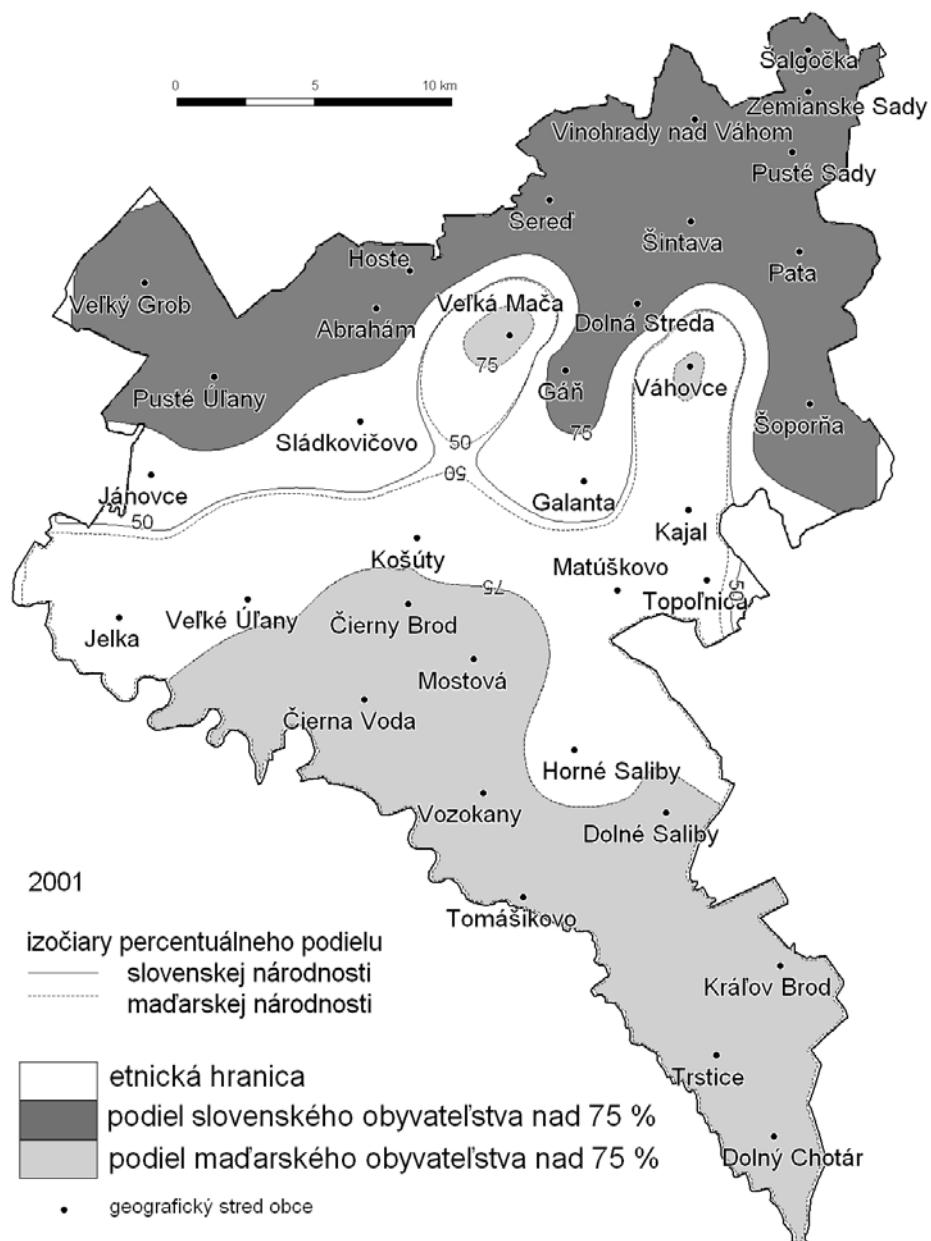 0 5 10 km
Šalgočka
Zemianske Sady
Vinohrady nad Váhom
Pusté Sady
Sereď
Šintava
Hoste
Pata
Veľký Grob
Veľká Mača
Abrahám
Dolná Streda
75
Váhovce
Pusté Úľany
Gáň
Šoporňa
75
Sládkovičovo
50
50
Jánovce
Galanta
50
Kajal
Košúty
Matúškovo
75
Topoľnica
50
Veľké Úľany
Čierny Brod
Jelka
Mostová
Čierna Voda
Horné Saliby
Vozokany
Dolné Saliby
2001
Tomášikovo
izočiary percentuálneho podielu
slovenskej národnosti
maďarskej národnosti
Kráľov Brod
Trstice
etnická hranica
podiel slovenského obyvateľstva nad 75 %
podiel maďarského obyvateľstva nad 75 %
Dolný Chotár
geografický stred obce